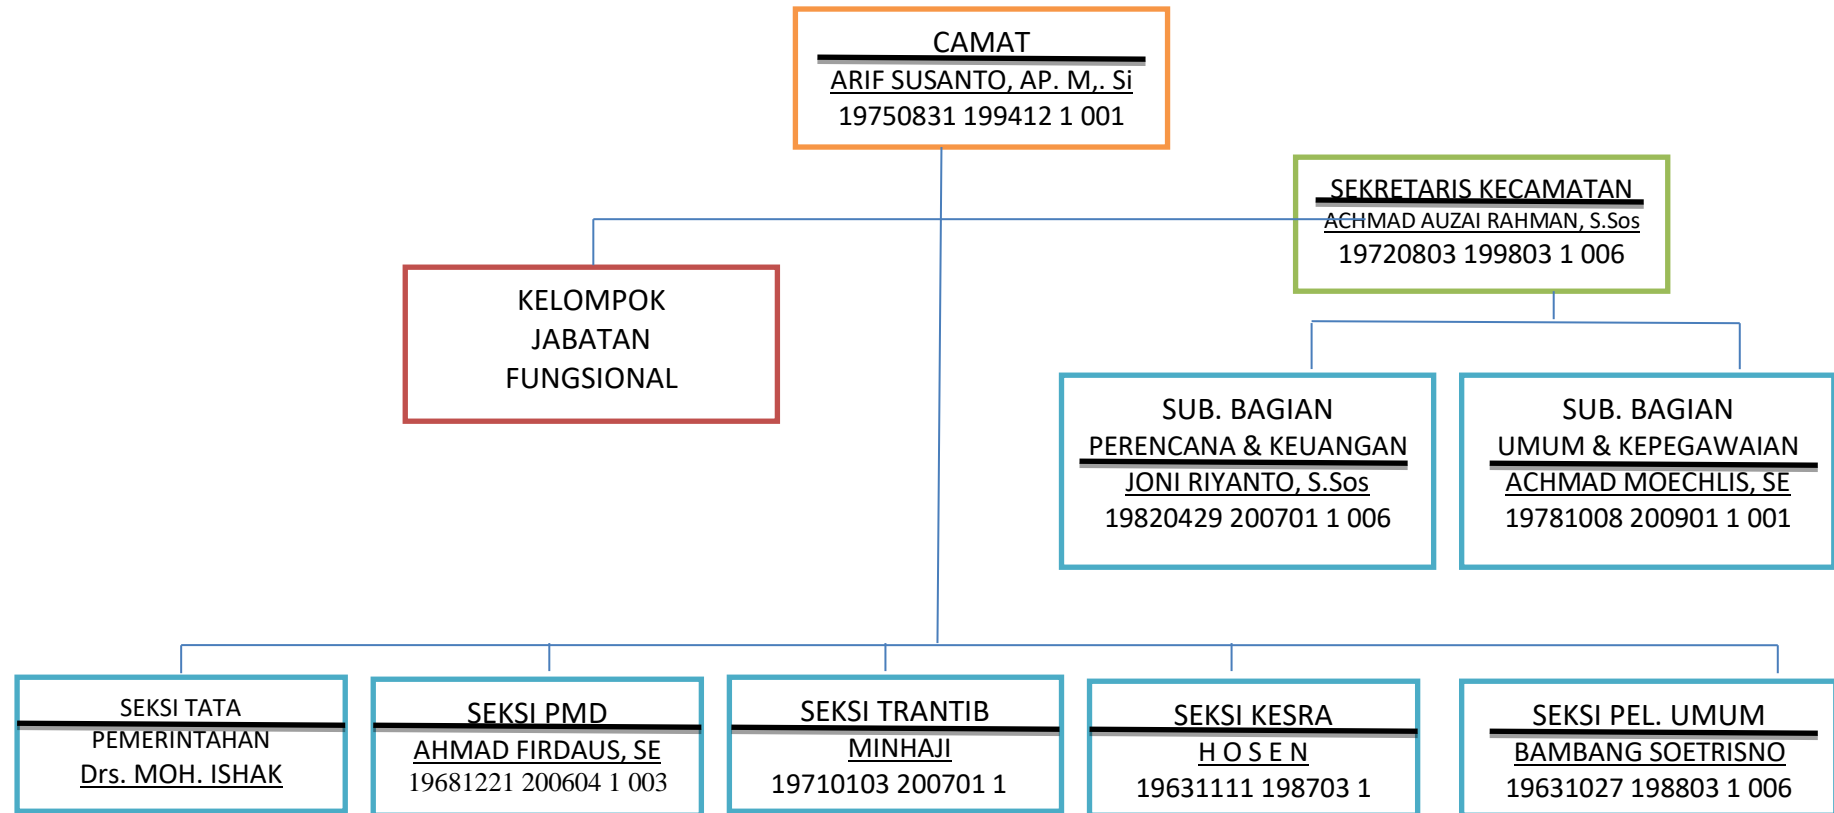 CAMAT
ARIF SUSANTO, AP. M,. Si
19750831 199412 1 001
SEKRETARIS KECAMATAN
ACHMAD AUZAI RAHMAN, S.Sos
19720803 199803 1 006
KELOMPOK
JABATAN
FUNGSIONAL
SUB. BAGIAN
PERENCANA & KEUANGAN
JONI RIYANTO, S.Sos
19820429 200701 1 006
SUB. BAGIAN
UMUM & KEPEGAWAIAN
ACHMAD MOECHLIS, SE
19781008 200901 1 001
SEKSI TATA
PEMERINTAHAN
Drs. MOH. ISHAK
SEKSI PMD
AHMAD FIRDAUS, SE
19681221 200604 1 003
SEKSI TRANTIB
MINHAJI
19710103 200701 1
SEKSI KESRA
H O S E N
19631111 198703 1
SEKSI PEL. UMUM
BAMBANG SOETRISNO
19631027 198803 1 006